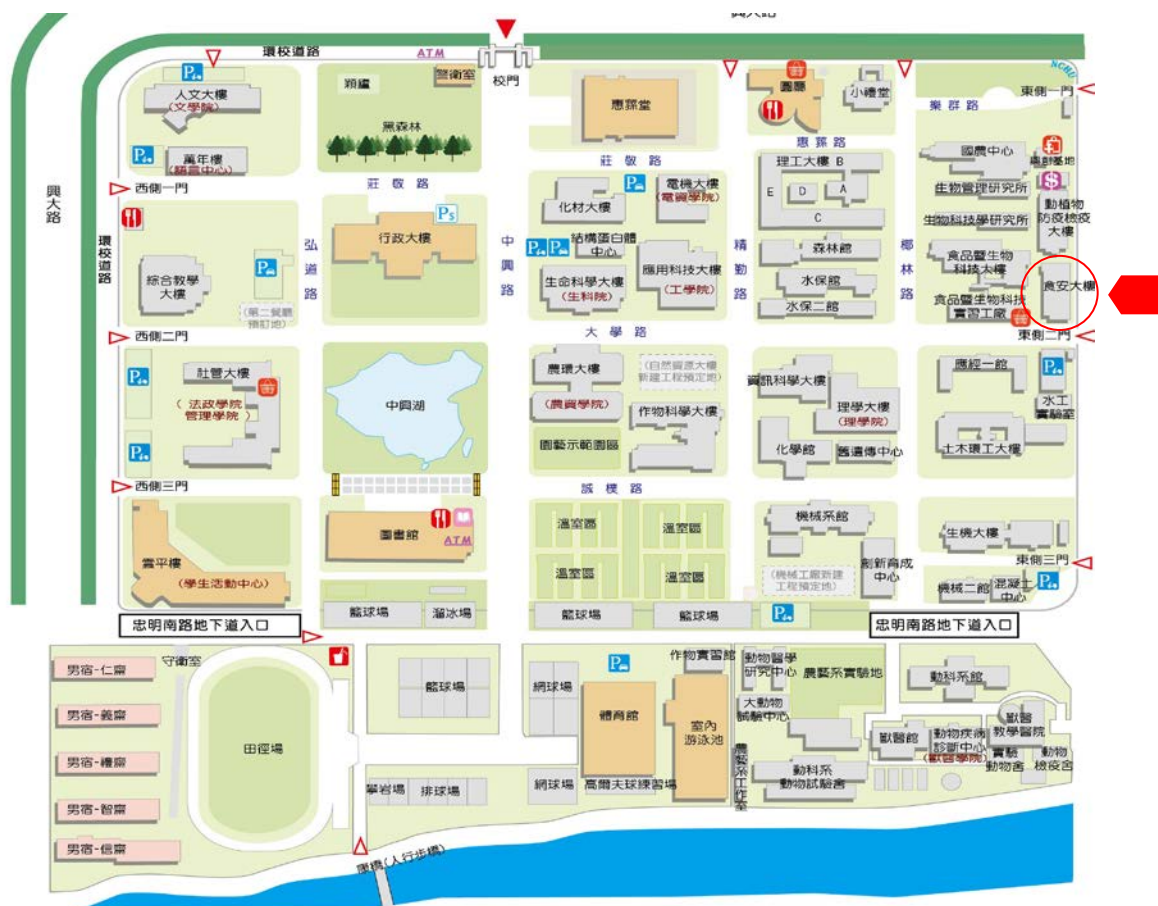 興大路
環校道路
ATM
校門
NCHU
東側一門
人文大樓
(文學院)
穎廬
警衛室
黑森林
惠蓀堂
圓廳
小禮堂
樂群路
惠蓀路
萬年樓
(語言中心)
莊敬路
西側一門
莊敬路
理工大樓 B
E
D
A
C
國農中心
農創基地
生物管理研究所
$
電機大樓
(電資學院)
化材大樓
生物科技學研究所
動植物
防疫檢疫
大樓
興大路
環校道路
弘道路
行政大樓
Ps
中興路
結構蛋白體
中心
應用科技大樓
(工學院)
生命科學大樓
(生科院)
精勤路
森林館
椰林路
食品暨生物
科技大樓
食安大樓
綜合教學
大樓
(第二餐廳
預訂地)
水保館
水保二館
食品暨生物科技
實習工廠
西側二門
大學路
東側二門
社管大樓
(法政學院
管理學院)
中興湖
農環大樓
(農資學院)
(自然資源大樓
新建工程預定地)
作物科學大樓
園藝示範園區
資訊科學大樓
理學大樓
(理學院)
化學館
舊遺傳中心
應經一館
水工
實驗室
土木環工大樓
西側三門
誠樸路
雲平樓
(學生活動中心)
圖書館
ATM
溫室區
溫室區
溫室區
溫室區
機械系館
(機械工廠新建
工程預定地)
創新育成
中心
生機大樓
東側三門
機械二館
混凝土
中心
籃球場
溜冰場
籃球場
籃球場
忠明南路地下道入口
忠明南路地下道入口
男宿-仁齋
守衛室
男宿-義齋
男宿-禮齋
男宿-智齋
男宿-信齋
田徑場
籃球場
網球場
體育館
作物實習館
室內
游泳池
動物醫學
研究中心
大動物
試驗中心
農藝系實驗地
動科系館
獸醫館
動物疾病
診斷中心
(獸醫學院)
獸醫
教學醫院
實驗
動物舍
動物
檢疫舍
攀岩場
排球場
網球場
高爾夫球練習場
農藝系工作室
動科系
動物試驗舍
康橋(人行步橋)